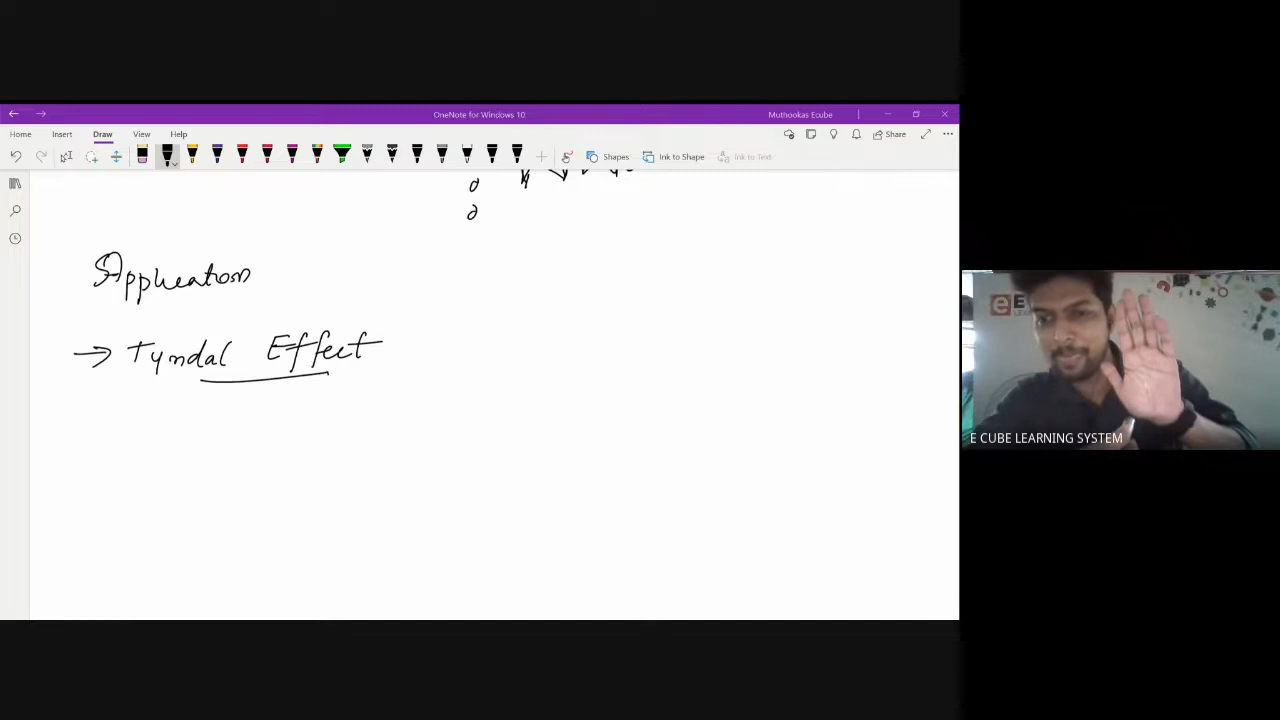 OneNote for Windows 10
Muthookas Ecube
Home Insert Draw View Help
Share
Shapes
Ink to Shape
Ink to Text
Application
→ Tyndal Effect
E CUBE LEARNING SYSTEM